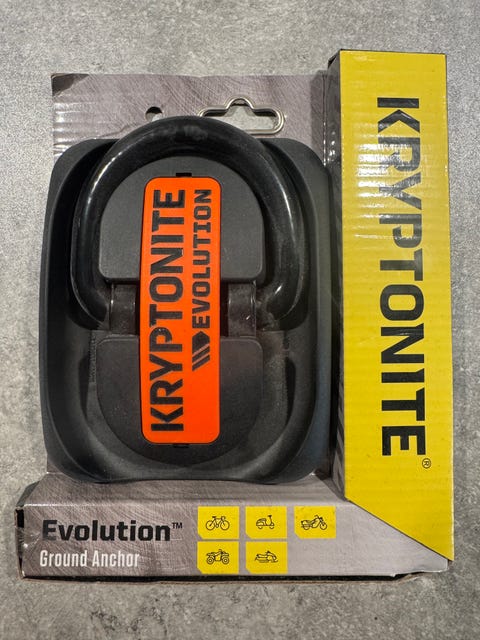 KRYPTONITE
EVOLUTION
KRYPTONITE®
Evolution™
Ground Anchor